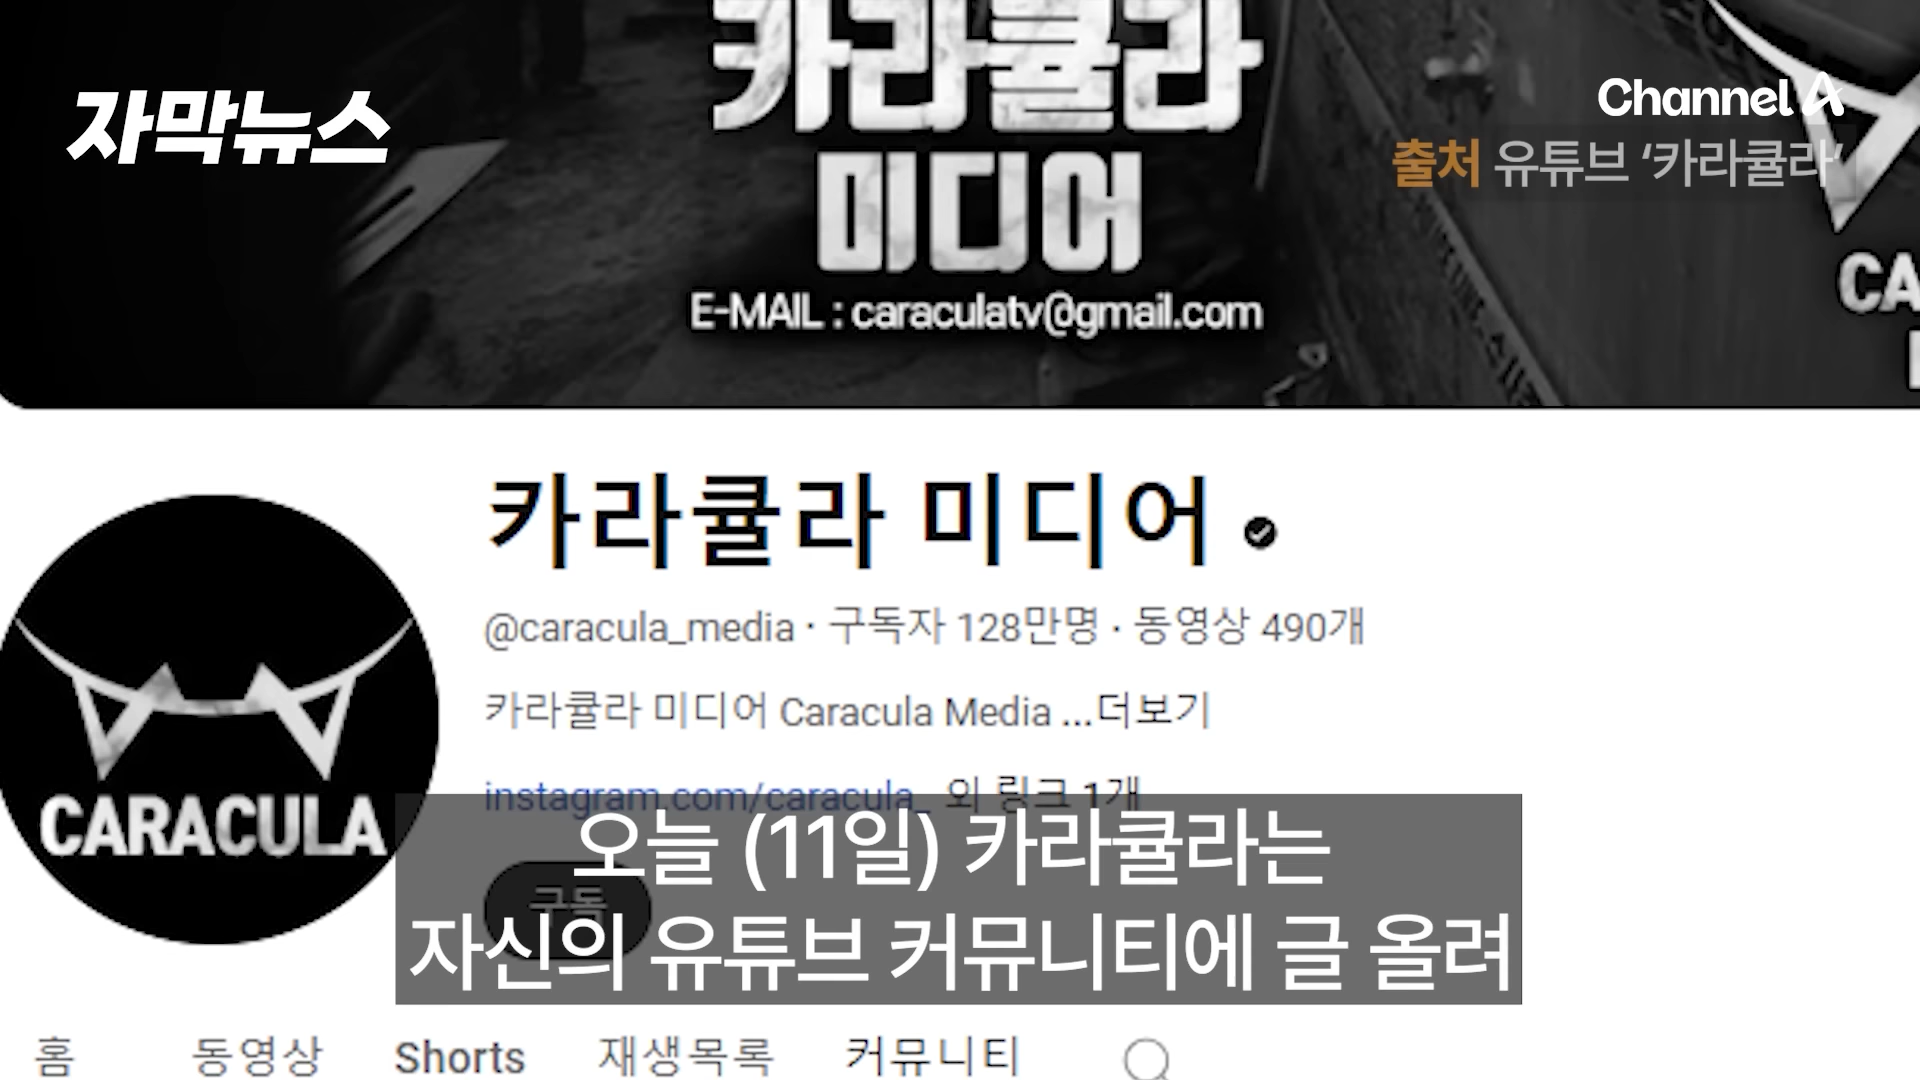 카라큘라
미디어
E-MAIL : caraculatv@gmail.com
자막뉴스
Channel A
출처 유튜브 ‘카라큘라‘
CA
카라큘라 미디어
@caracula_media · 구독자 128만명 · 동영상 490개
카라큘라 미디어 Caracula Media ...더보기
instagram.com/caracula_ 외 링크 1개
CARACULA
구독
오늘 (11일) 카라큘라는
자신의 유튜브 커뮤니티에 글 올려
홈 동영상 Shorts 재생목록 커뮤니티